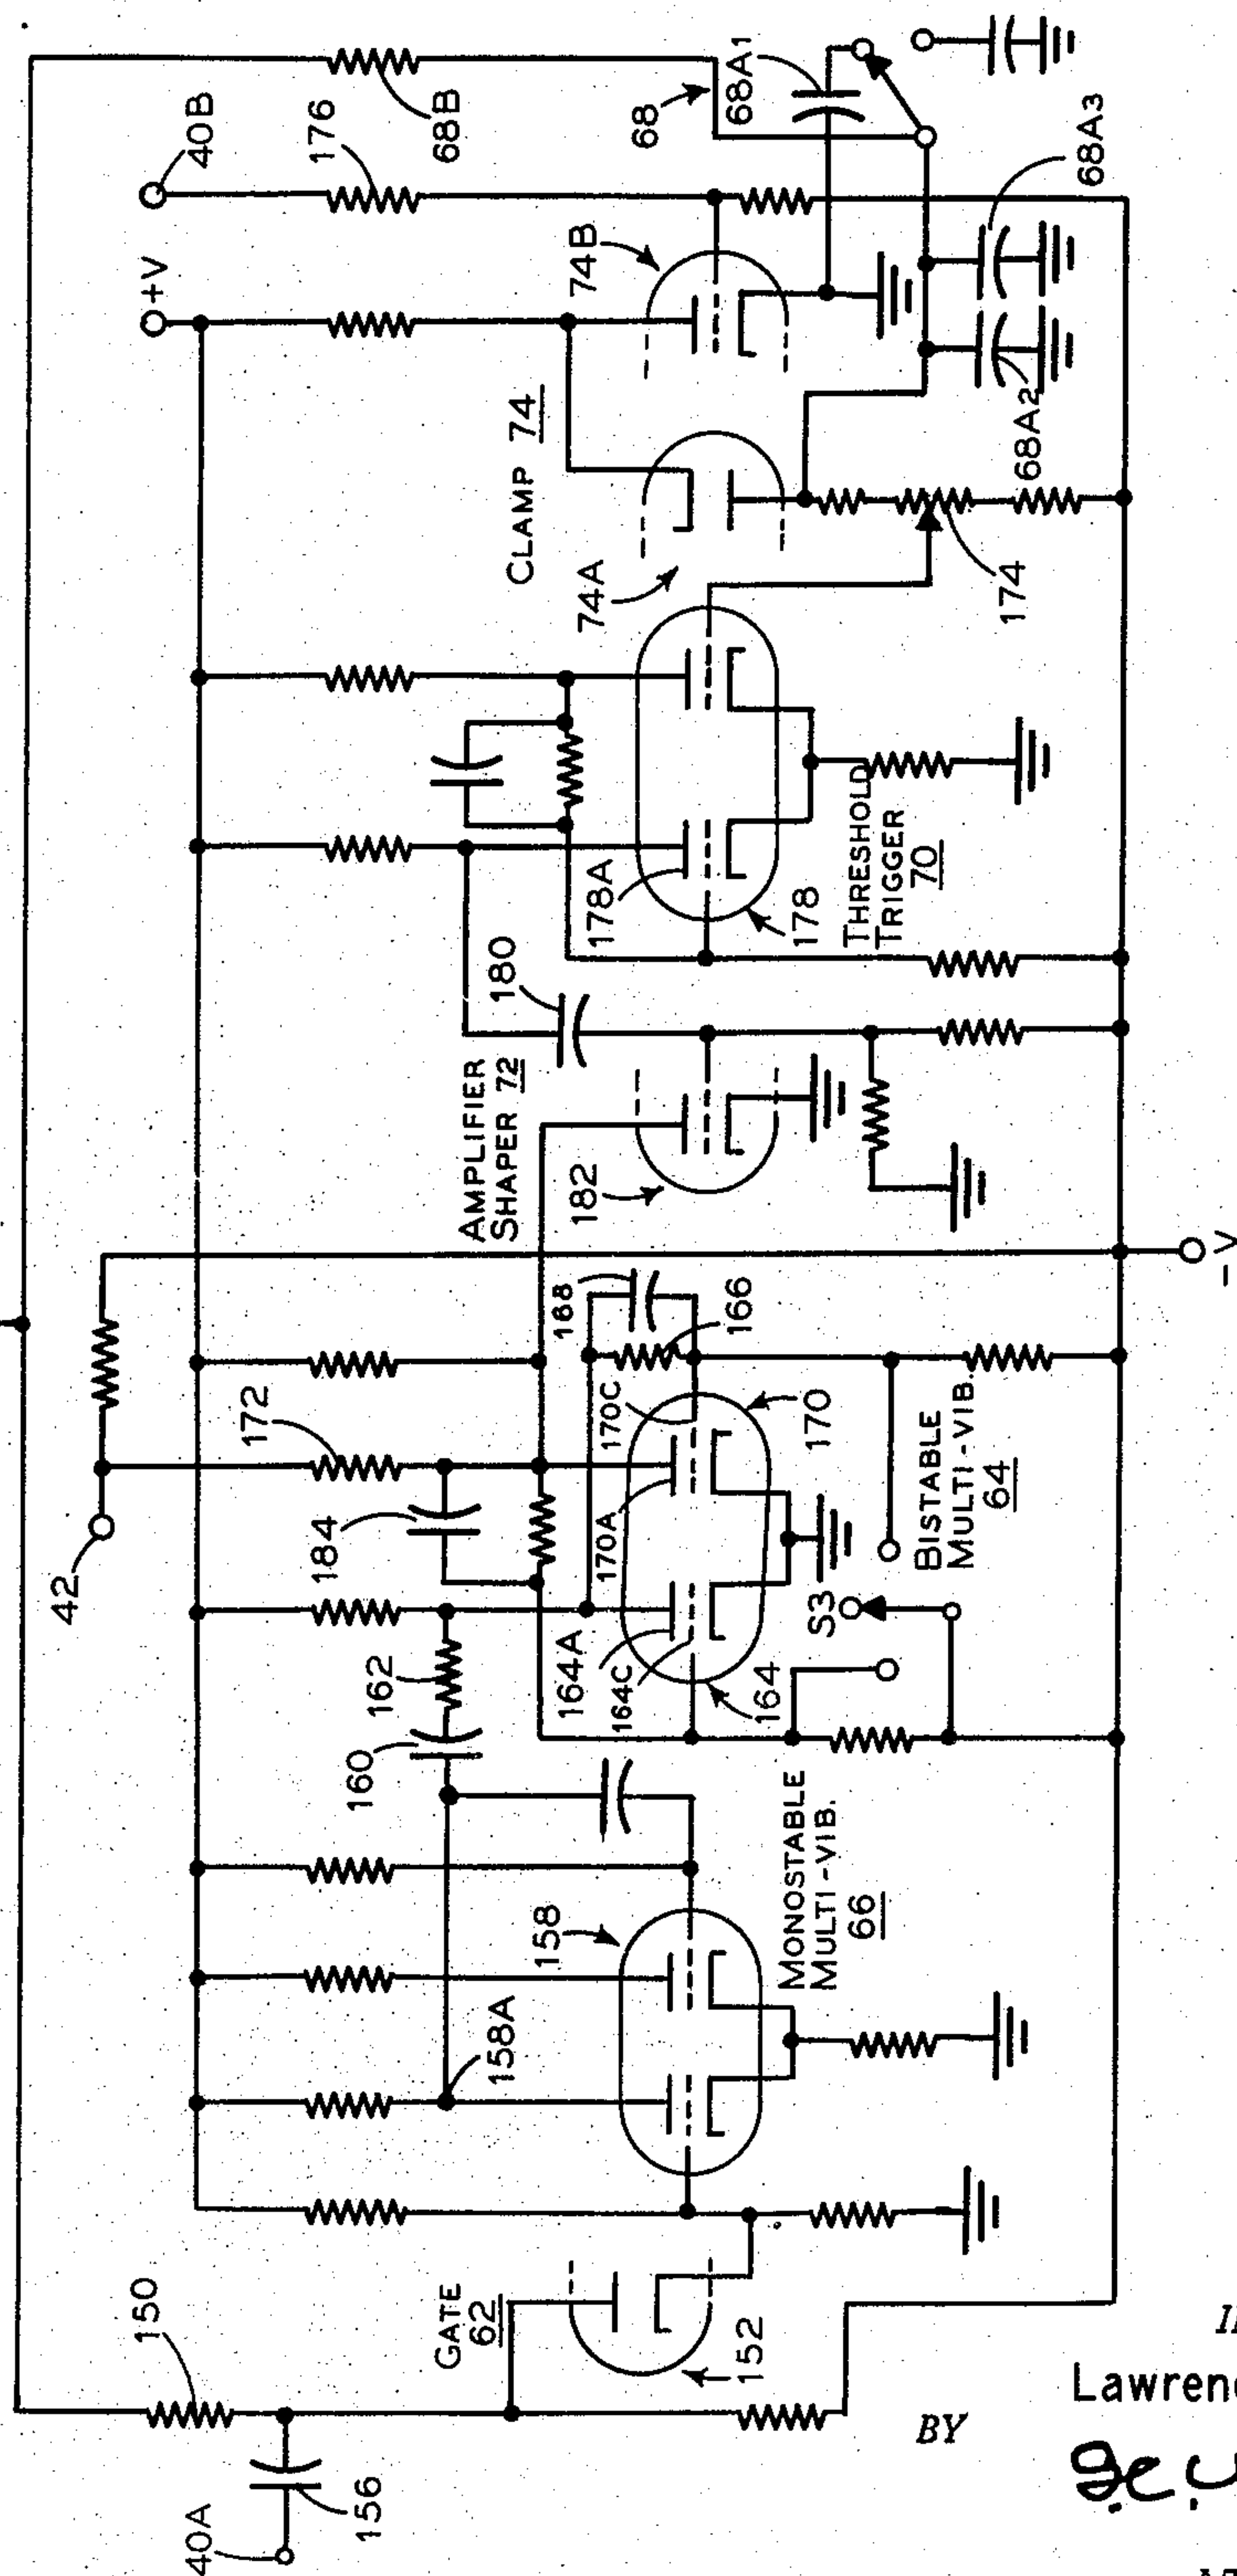 40A
156
150
GATE
62
152
158A
158
MONOSTABLE
MULTI-VIB.
66
160
162
184
172
42
164A
164C
164
170A
170C
170
S3
168
166
BISTABLE
MULTI-VIB.
64
-V
AMPLIFIER
SHAPER 72
182
180
178A
178
THRESHOLD
TRIGGER
70
CLAMP 74
74A
74B
174
+V
40B
176
68B
68
68A1
68A2
68A3
BY